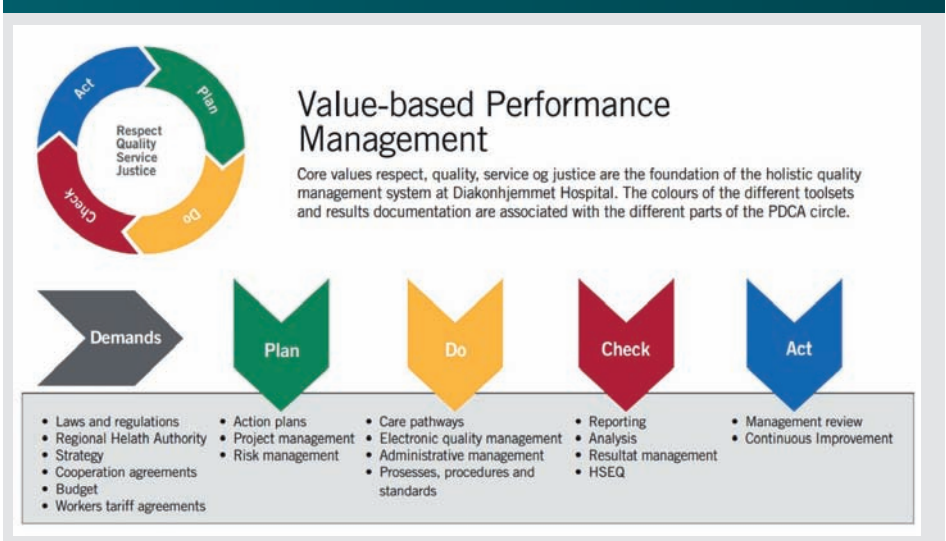 Act
Plan
Respect
Quality
Service
Justice
Check
Do
Value-based Performance
Management
Core values respect, quality, service og justice are the foundation of the holistic quality
management system at Diakonhjemmet Hospital. The colours of the different toolsets
and results documentation are associated with the different parts of the PDCA circle.
Demands
Plan
Do
Check
Act
• Laws and regulations
• Regional Helath Authority
• Strategy
• Cooperation agreements
• Budget
• Workers tariff agreements
• Action plans
• Project management
• Risk management
• Care pathways
• Electronic quality management
• Administrative management
• Prosesses, procedures and
standards
• Reporting
• Analysis
• Resultat management
• HSEQ
• Management review
• Continuous Improvement